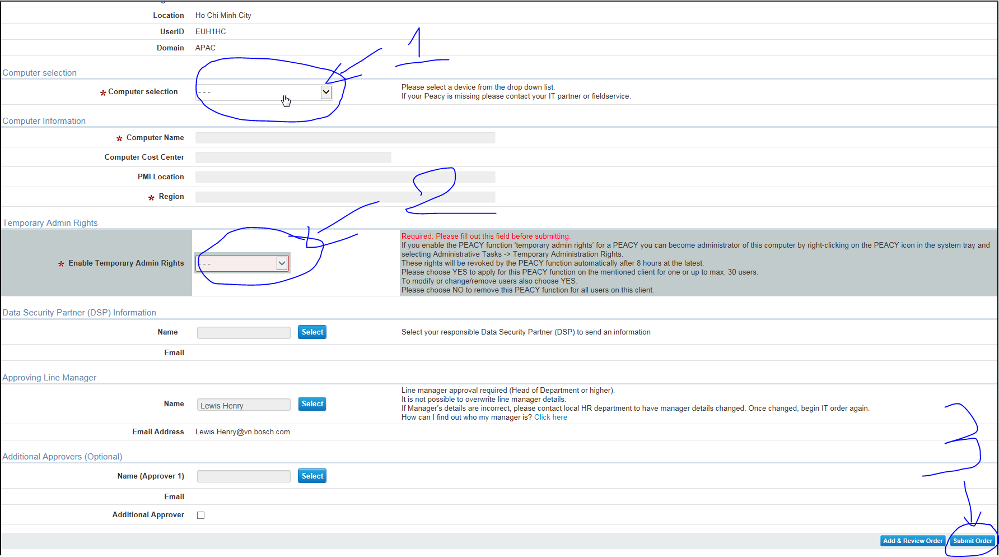 Location Ho Chi Minh City
UserID EUH1HC
Domain APAC
1
Computer selection
* Computer selection - - - Please select a device from the drop down list.
If your Peacy is missing please contact your IT partner or fieldservice.
Computer Information
* Computer Name
Computer Cost Center
PMI Location
* Region
2
Temporary Admin Rights
* Enable Temporary Admin Rights - - -
Required: Please fill out this field before submitting.
If you enable the PEACY function ‘temporary admin rights’ for a PEACY you can become administrator of this computer by right-clicking on the PEACY icon in the system tray and
selecting Administrative Tasks -> Temporary Administration Rights.
These rights will be revoked by the PEACY function automatically after 8 hours at the latest.
Please choose YES to apply for this PEACY function on the mentioned client for one or up to max. 30 users.
To modify or change/remove users also choose YES.
Please choose NO to remove this PEACY function for all users on this client.
Data Security Partner (DSP) Information
Name Select Select your responsible Data Security Partner (DSP) to send an information
Email
Approving Line Manager
Name Lewis Henry Select
Line manager approval required (Head of Department or higher).
It is not possible to overwrite line manager details.
If Manager's details are incorrect, please contact local HR department to have manager details changed. Once changed, begin IT order again.
How can I find out who my manager is? Click here
Email Address Lewis.Henry@vn.bosch.com
3
Additional Approvers (Optional)
Name (Approver 1) Select
Email
Additional Approver
Add & Review Order Submit Order